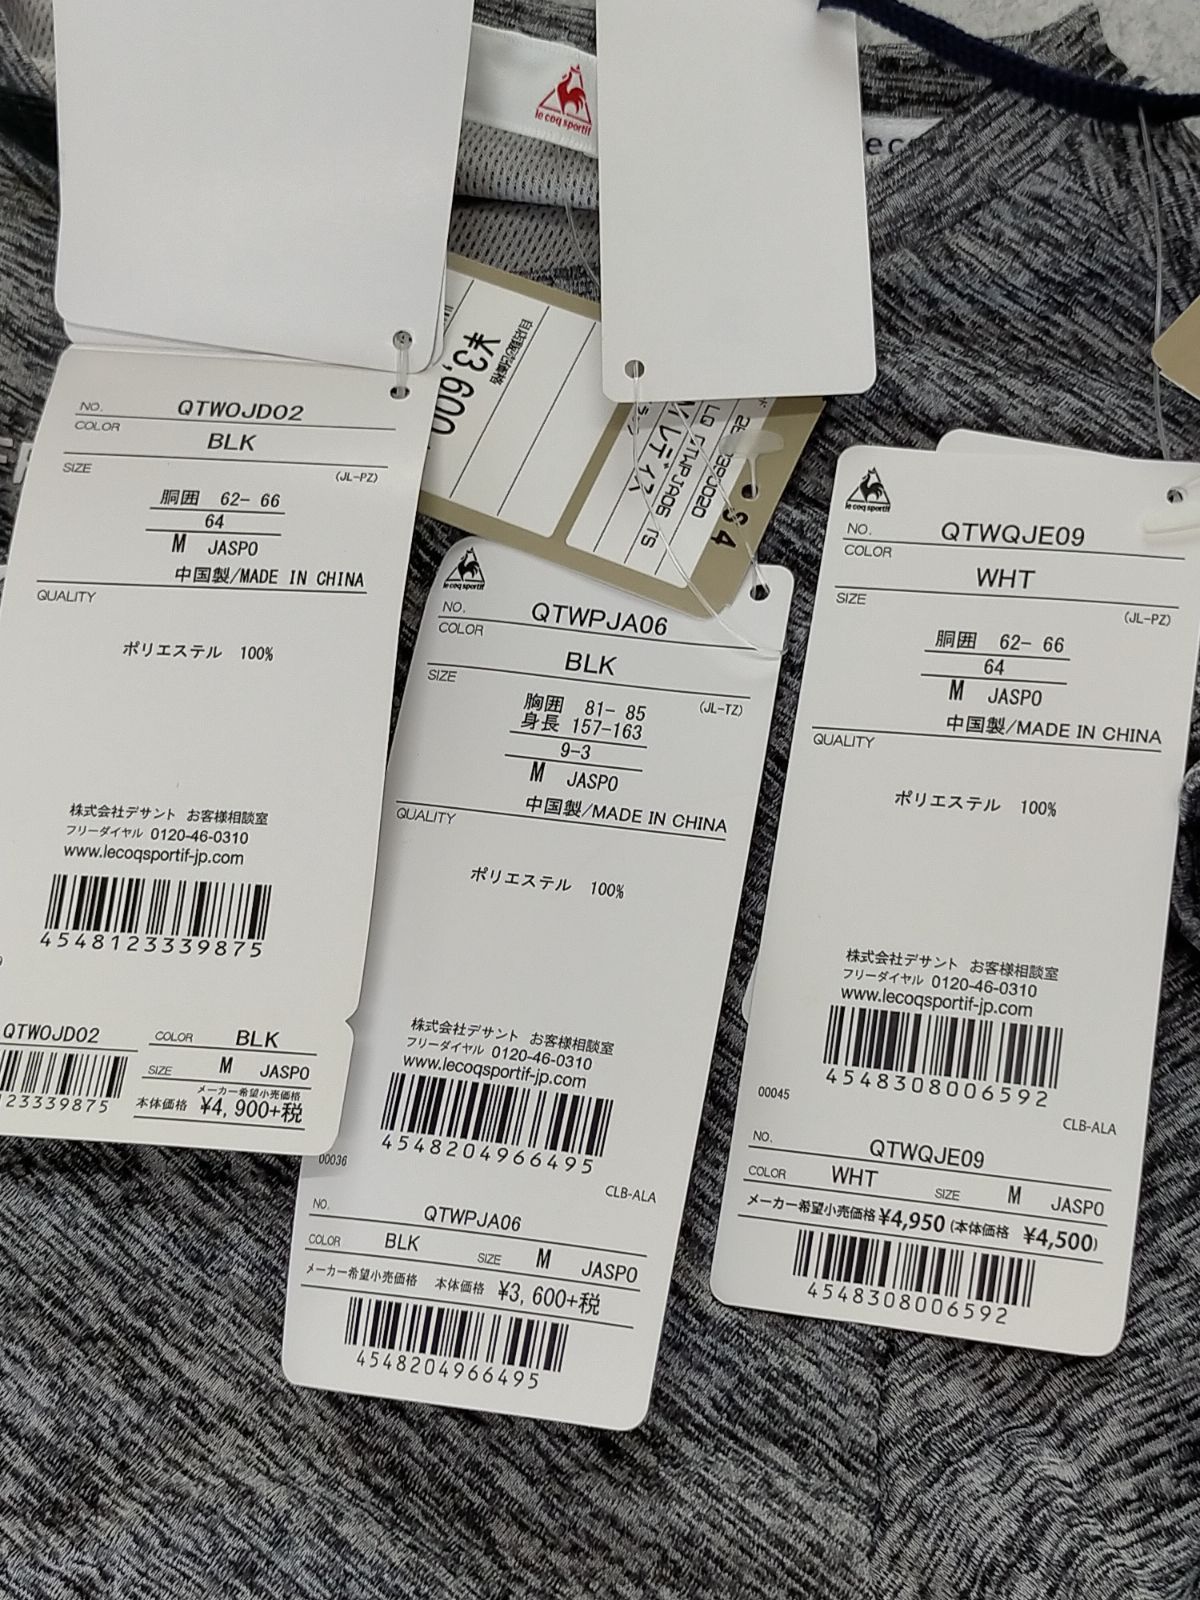 le coq sportif
NO. QTWOJD02
COLOR
BLK
SIZE
(JL-PZ)
胴囲 62- 66
64
M JASPO
中国製/MADE IN CHINA
QUALITY
ポリエステル 100%
株式会社デサント お客様相談室
フリーダイヤル 0120-46-0310
www.lecoqsportif-jp.com
4548123339875
QTWOJD02
23339875
COLOR BLK
SIZE M JASPO
メーカー希望小売価格
本体価格 ¥4,900+税
自店販売価格
¥3,600
QTWPJA06 TS
レディス
S4
le coq sportif
NO. QTWPJA06
COLOR
BLK
SIZE
(JL-TZ)
胸囲 81- 85
身長 157-163
9-3
M JASPO
中国製/MADE IN CHINA
QUALITY
ポリエステル 100%
株式会社デサント お客様相談室
フリーダイヤル 0120-46-0310
www.lecoqsportif-jp.com
4548204966495
00036
CLB-ALA
NO. QTWPJA06
COLOR BLK SIZE M JASPO
メーカー希望小売価格 本体価格 ¥3,600+税
4548204966495
le coq sportif
NO. QTWQJE09
COLOR
WHT
SIZE
(JL-PZ)
胴囲 62- 66
64
M JASPO
中国製/MADE IN CHINA
QUALITY
ポリエステル 100%
株式会社デサント お客様相談室
フリーダイヤル 0120-46-0310
www.lecoqsportif-jp.com
4548308006592
00045
CLB-ALA
NO. QTWQJE09
COLOR WHT SIZE M JASPO
メーカー希望小売価格 ¥4,950 (本体価格 ¥4,500)
4548308006592